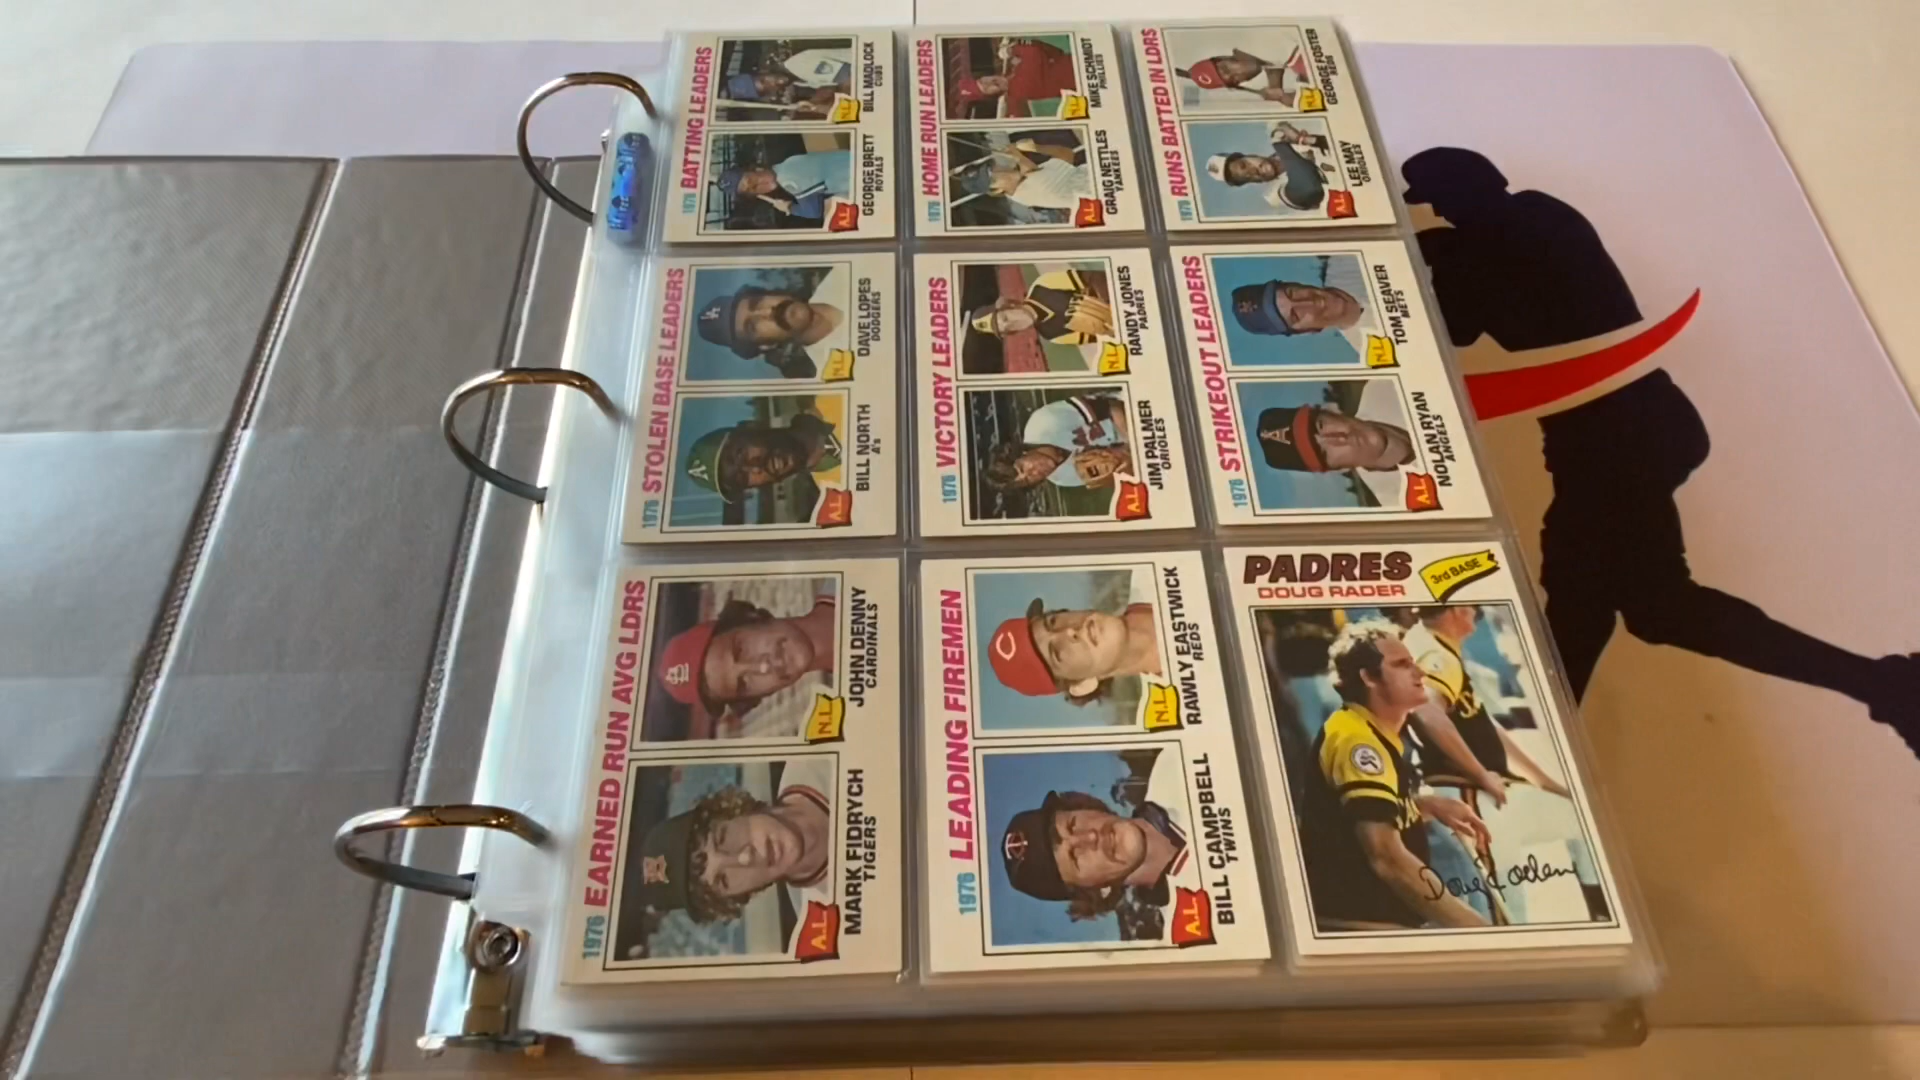 1976 BATTING LEADERS
GEORGE BRETT
ROYALS
A.L.
BILL MADLOCK
CUBS
N.L.
1976 HOME RUN LEADERS
GRAIG NETTLES
YANKEES
A.L.
MIKE SCHMIDT
PHILLIES
N.L.
1976 RUNS BATTED IN LDRS
LEE MAY
ORIOLES
A.L.
GEORGE FOSTER
REDS
N.L.
1976 STOLEN BASE LEADERS
BILL NORTH
A's
A.L.
DAVE LOPES
DODGERS
N.L.
1976 VICTORY LEADERS
JIM PALMER
ORIOLES
A.L.
RANDY JONES
PADRES
N.L.
1976 STRIKEOUT LEADERS
NOLAN RYAN
ANGELS
A.L.
TOM SEAVER
METS
N.L.
1976 EARNED RUN AVG LDRS
MARK FIDRYCH
TIGERS
A.L.
JOHN DENNY
CARDINALS
N.L.
1976 LEADING FIREMEN
BILL CAMPBELL
TWINS
A.L.
RAWLY EASTWICK
REDS
N.L.
PADRES
DOUG RADER
3rd BASE